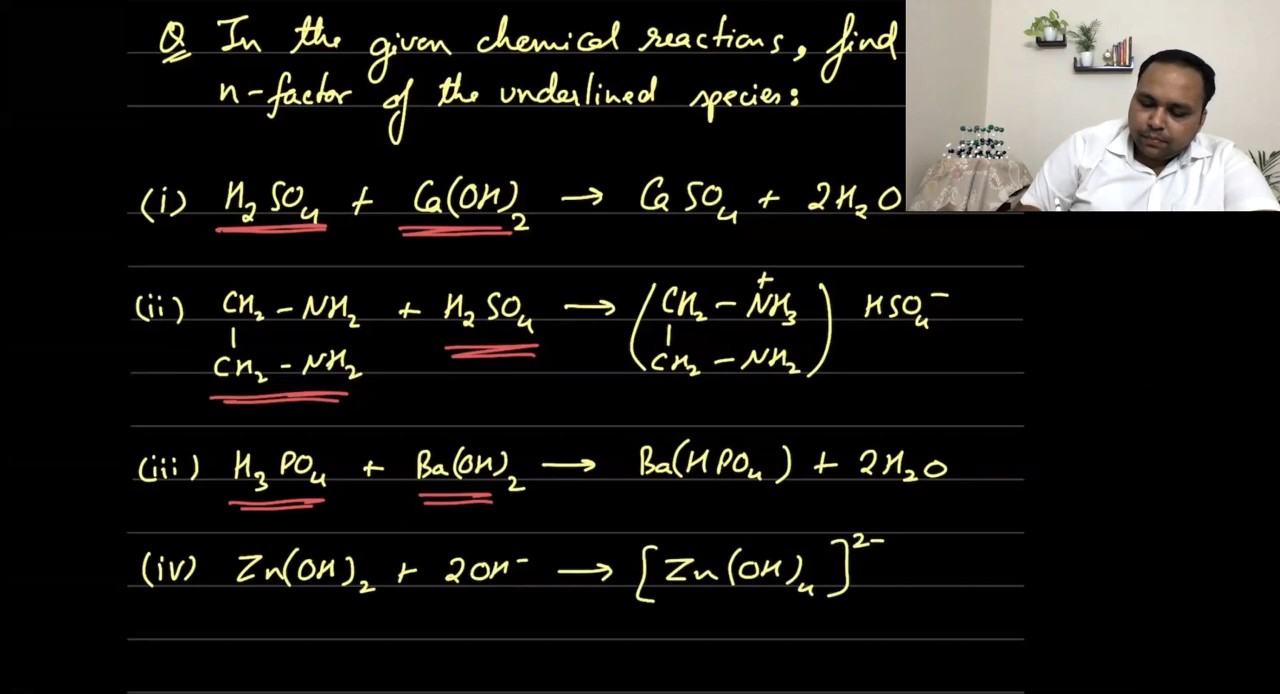 Q In the given chemical reactions, find
n-factor of the underlined species:
(i) H₂SO₄ + Ca(OH)₂ → CaSO₄ + 2H₂O
(ii) CH₂ - NH₂ + H₂SO₄ → (CH₂ - N⁺H₃) HSO₄⁻
| |
CH₂ - NH₂ CH₂ - NH₂
(iii) H₃PO₄ + Ba(OH)₂ → Ba(HPO₄) + 2H₂O
(iv) Zn(OH)₂ + 2OH⁻ → [Zn(OH)₄]²⁻